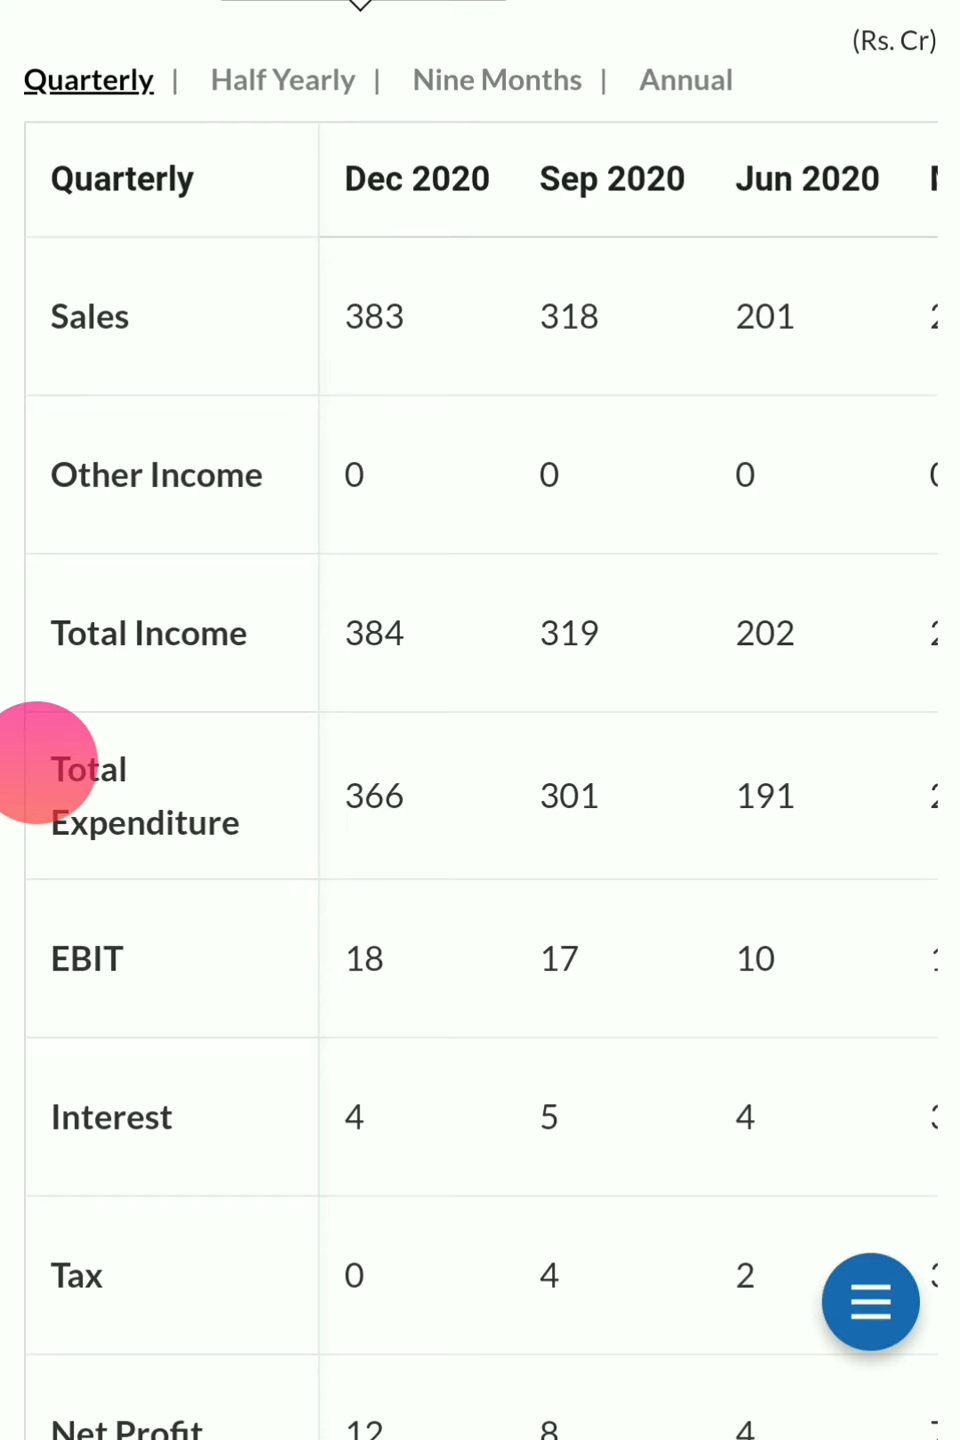 (Rs. Cr)
Quarterly | Half Yearly | Nine Months | Annual
Quarterly Dec 2020 Sep 2020 Jun 2020
Sales 383 318 201
Other Income 0 0 0
Total Income 384 319 202
Total
Expenditure 366 301 191
EBIT 18 17 10
Interest 4 5 4
Tax 0 4 2
Net Profit 12 8 4